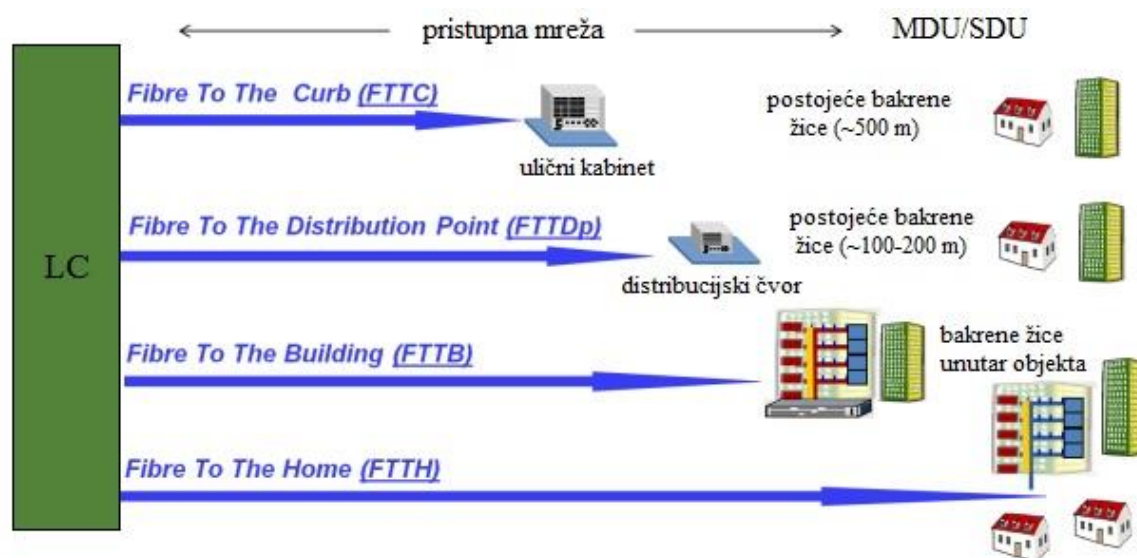 pristupna mreža
MDU/SDU
LC
Fibre To The Curb (FTTC)
ulični kabinet
postojeće bakrene
žice (~500 m)
Fibre To The Distribution Point (FTTDp)
distribucijski čvor
postojeće bakrene
žice (~100-200 m)
Fibre To The Building (FTTB)
bakrene žice
unutar objekta
Fibre To The Home (FTTH)